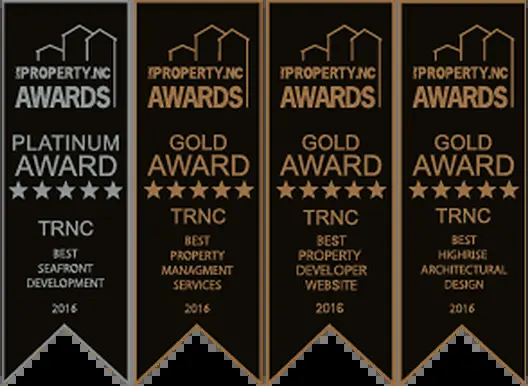 PROPERTY.NC
AWARDS
PLATINUM
AWARD
TRNC
BEST
SEAFRONT
DEVELOPMENT
2016
PROPERTY.NC
AWARDS
GOLD
AWARD
TRNC
BEST
PROPERTY
MANAGMENT
SERVICES
2016
PROPERTY.NC
AWARDS
GOLD
AWARD
TRNC
BEST
PROPERTY
DEVELOPER
WEBSITE
2016
PROPERTY.NC
AWARDS
GOLD
AWARD
TRNC
BEST
HIGHRISE
ARCHITECTURAL
DESIGN
2016